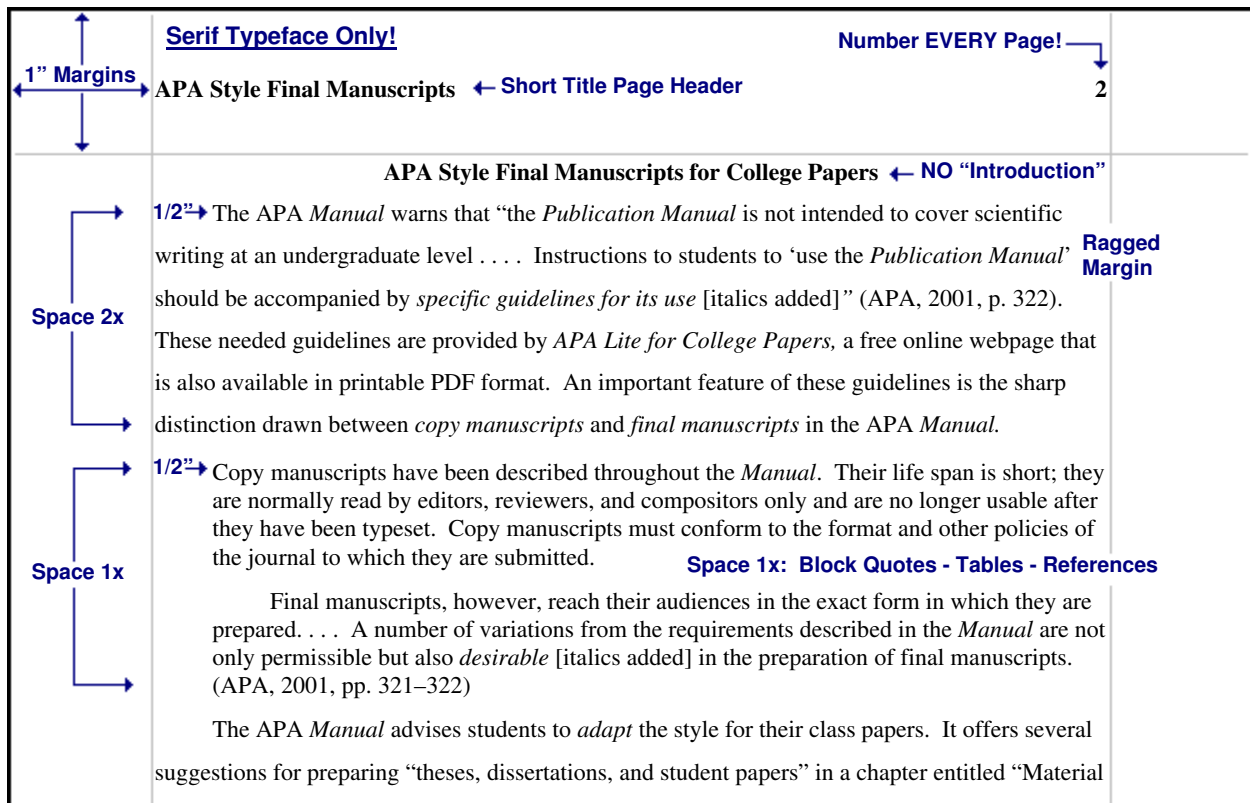 Serif Typeface Only!
Number EVERY Page!
1” Margins
APA Style Final Manuscripts
Short Title Page Header
2
APA Style Final Manuscripts for College Papers
NO “Introduction”
1/2”
The APA Manual warns that “the Publication Manual is not intended to cover scientific
writing at an undergraduate level . . . .  Instructions to students to ‘use the Publication Manual’
Ragged
Margin
should be accompanied by specific guidelines for its use [italics added]” (APA, 2001, p. 322).
Space 2x
These needed guidelines are provided by APA Lite for College Papers, a free online webpage that
is also available in printable PDF format.  An important feature of these guidelines is the sharp
distinction drawn between copy manuscripts and final manuscripts in the APA Manual.
1/2”
Copy manuscripts have been described throughout the Manual.  Their life span is short; they
are normally read by editors, reviewers, and compositors only and are no longer usable after
they have been typeset.  Copy manuscripts must conform to the format and other policies of
the journal to which they are submitted.
Space 1x
Space 1x:  Block Quotes - Tables - References
Final manuscripts, however, reach their audiences in the exact form in which they are
prepared. . . .  A number of variations from the requirements described in the Manual are not
only permissible but also desirable [italics added] in the preparation of final manuscripts.
(APA, 2001, pp. 321–322)
The APA Manual advises students to adapt the style for their class papers.  It offers several
suggestions for preparing “theses, dissertations, and student papers” in a chapter entitled “Material